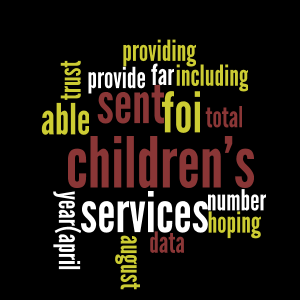 providing
trust
provide far including
sent foi total
able
children's
services number
hoping
year(april
august
data